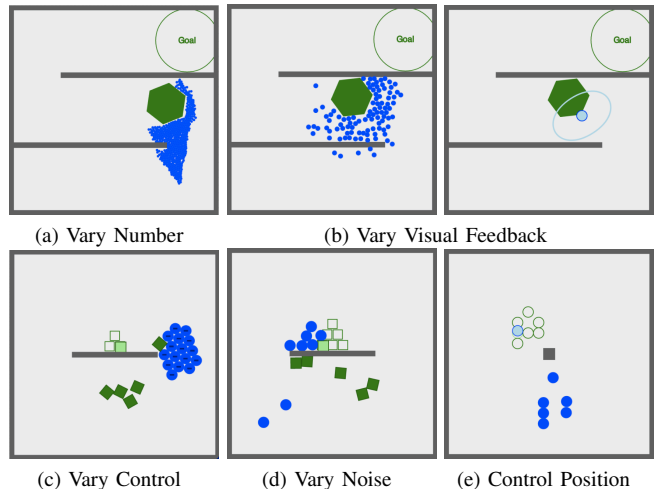 Goal
Goal
Goal
(a) Vary Number
(b) Vary Visual Feedback
(c) Vary Control
(d) Vary Noise
(e) Control Position